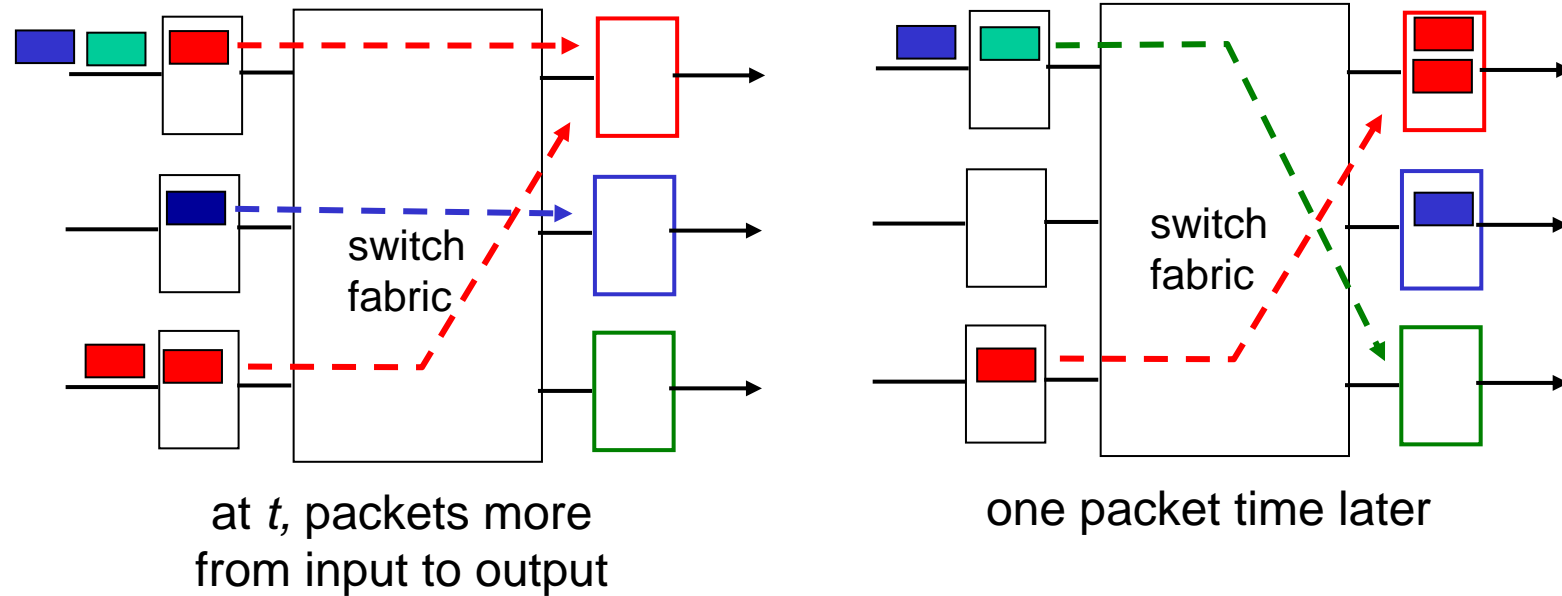 switch
fabric
at t, packets more
from input to output
switch
fabric
one packet time later